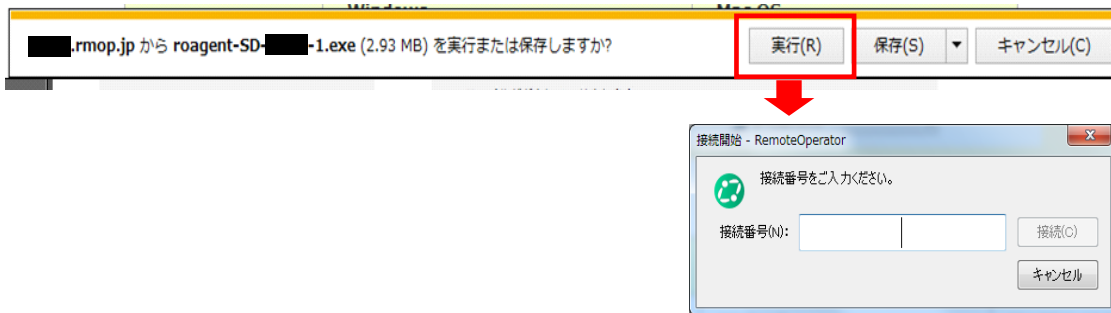 Windows
Mac OS
.rmop.jp から roagent-SD- -1.exe (2.93 MB) を実行または保存しますか?
実行(R)
保存(S)
キャンセル(C)
接続開始 - RemoteOperator
接続番号をご入力ください。
接続番号(N):
接続(C)
キャンセル